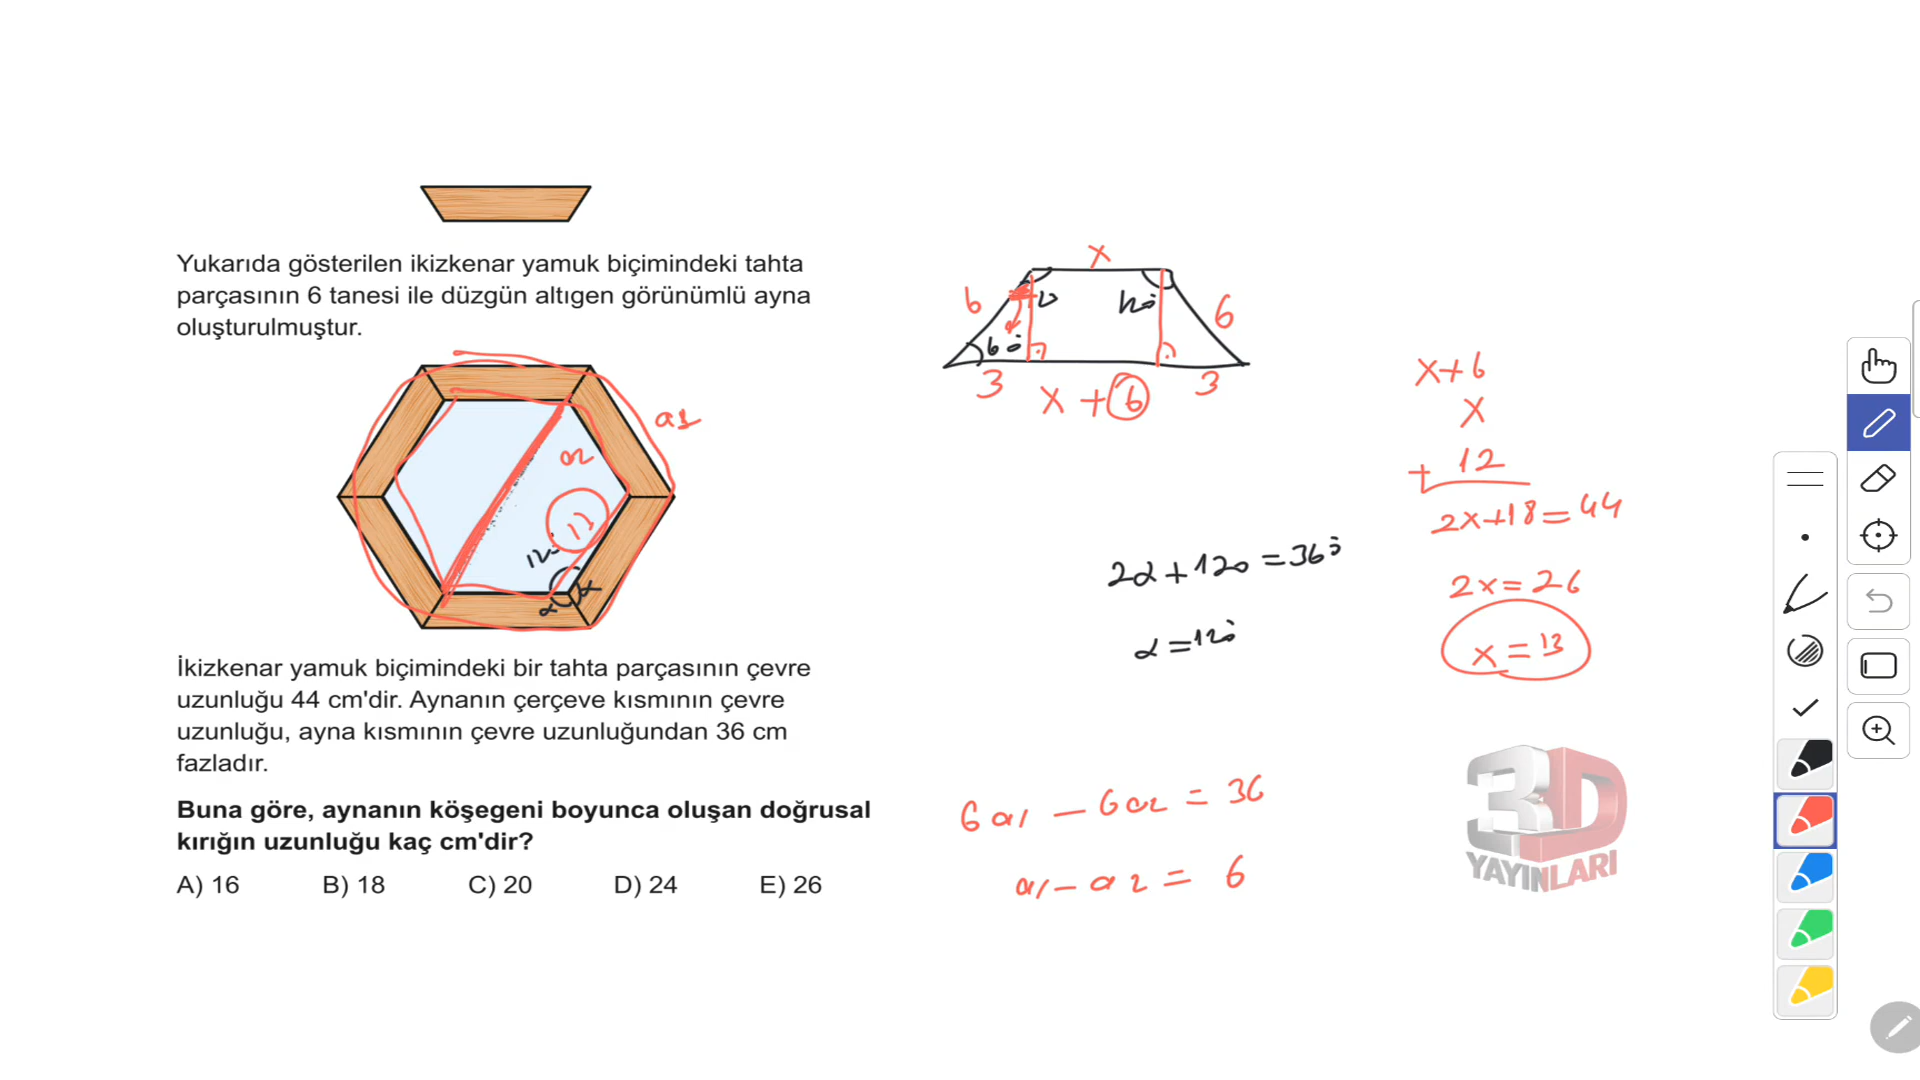 Yukarıda gösterilen ikizkenar yamuk biçimindeki tahta
parçasının 6 tanesi ile düzgün altıgen görünümlü ayna
oluşturulmuştur.
a1
a2
13
120°
α
α
İkizkenar yamuk biçimindeki bir tahta parçasının çevre
uzunluğu 44 cm'dir. Aynanın çerçeve kısmının çevre
uzunluğu, ayna kısmının çevre uzunluğundan 36 cm
fazladır.
Buna göre, aynanın köşegeni boyunca oluşan doğrusal
kırığın uzunluğu kaç cm'dir?
A) 16 B) 18 C) 20 D) 24 E) 26
x
6
6
60°
3
x + 6
3
2α + 120 = 360°
α = 120°
6a1 - 6a2 = 36
a1 - a2 = 6
x+6
x
+ 12
2x+18 = 44
2x = 26
x = 13
3D
YAYINLARI